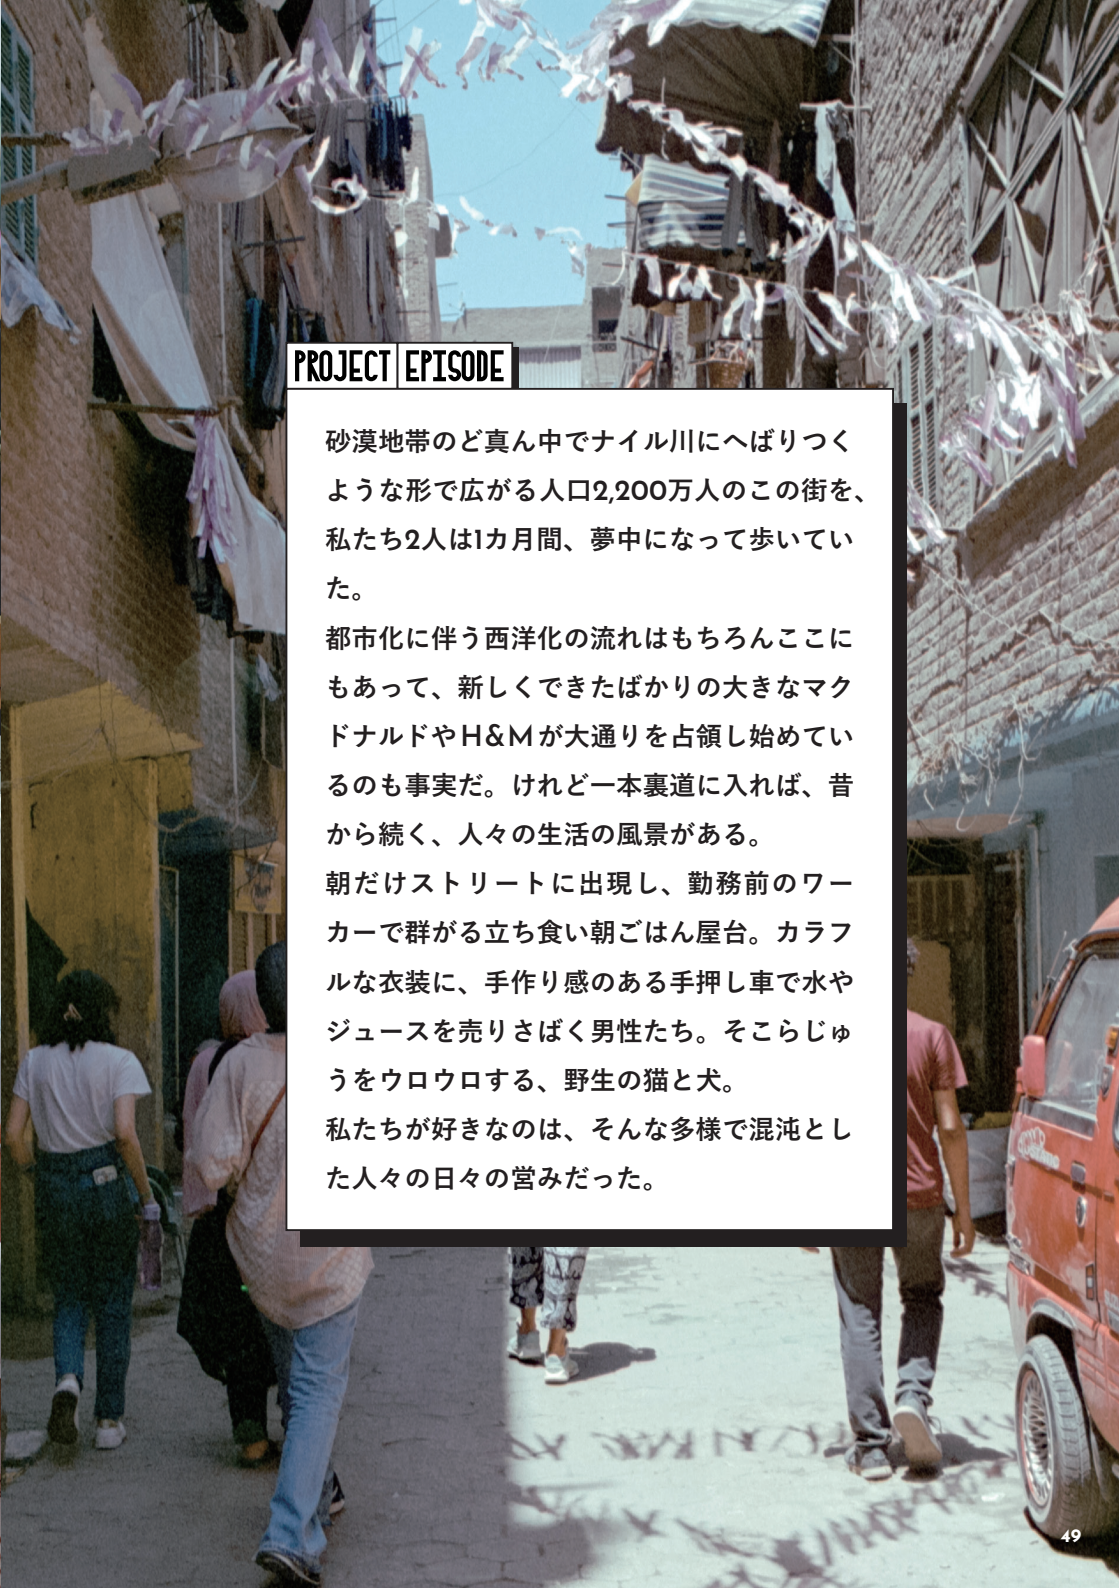 PROJECT EPISODE
砂漠地帯のど真ん中でナイル川にへばりつく
ような形で広がる人口2,200万人のこの街を、
私たち2人は1カ月間、夢中になって歩いてい
た。
都市化に伴う西洋化の流れはもちろんここに
もあって、新しくできたばかりの大きなマク
ドナルドやH&Mが大通りを占領し始めてい
るのも事実だ。けれど一本裏道に入れば、昔
から続く、人々の生活の風景がある。
朝だけストリートに出現し、勤務前のワー
カーで群がる立ち食い朝ごはん屋台。カラフ
ルな衣装に、手作り感のある手押し車で水や
ジュースを売りさばく男性たち。そこらじゅ
うをウロウロする、野生の猫と犬。
私たちが好きなのは、そんな多様で混沌とし
た人々の日々の営みだった。
49